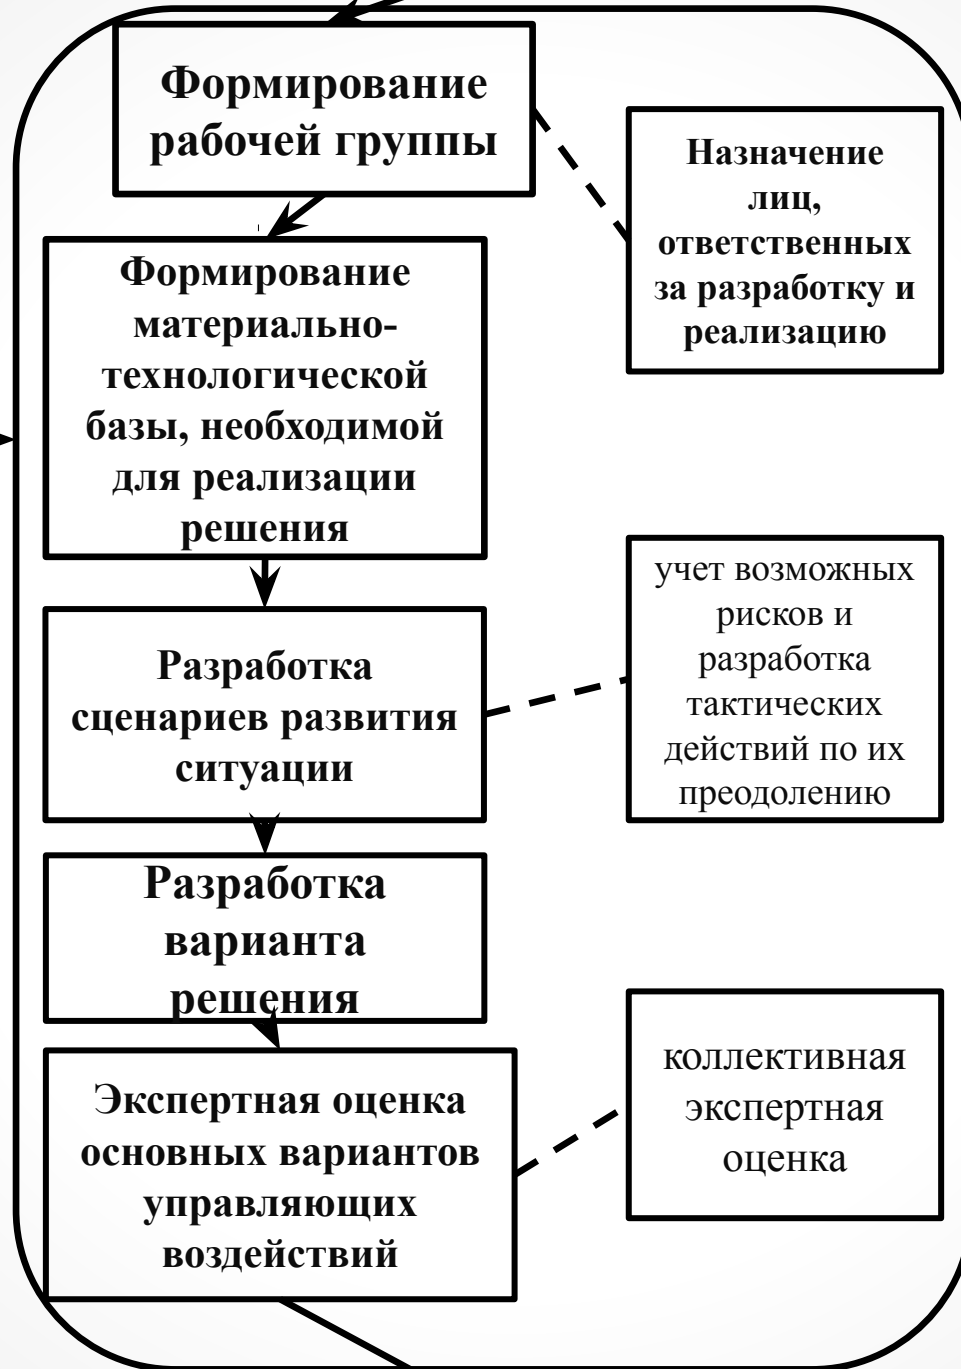 Формирование
рабочей группы
Назначение
лиц,
ответственных
за разработку и
реализацию
Формирование
материально-
технологической
базы, необходимой
для реализации
решения
учет возможных
рисков и
разработка
тактических
действий по их
преодолению
Разработка
сценариев развития
ситуации
Разработка
варианта
решения
Экспертная оценка
основных вариантов
управляющих
воздействий
коллективная
экспертная
оценка